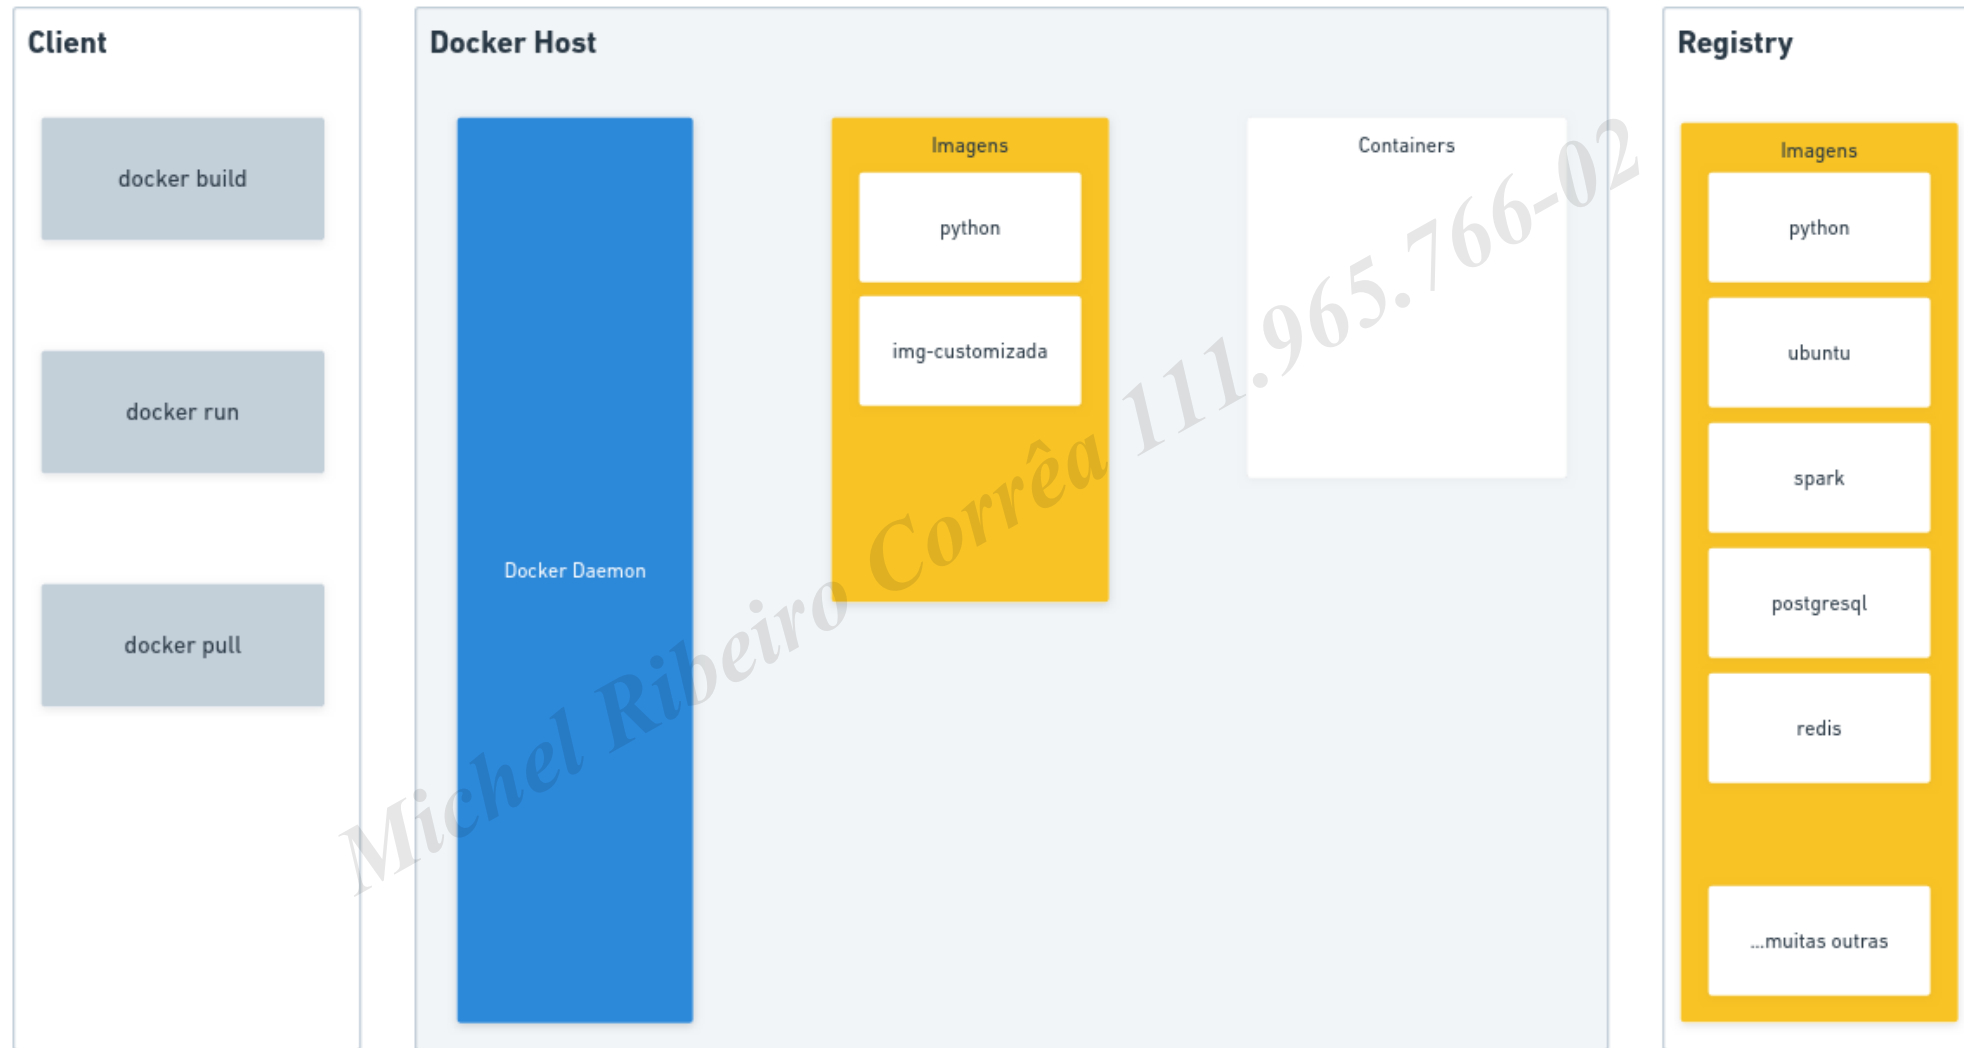 Client
docker build
docker run
docker pull
Docker Host
Docker Daemon
Imagens
python
img-customizada
Containers
Registry
Imagens
python
ubuntu
spark
postgresql
redis
...muitas outras
Michel Ribeiro Corrêa 111.965.766-02